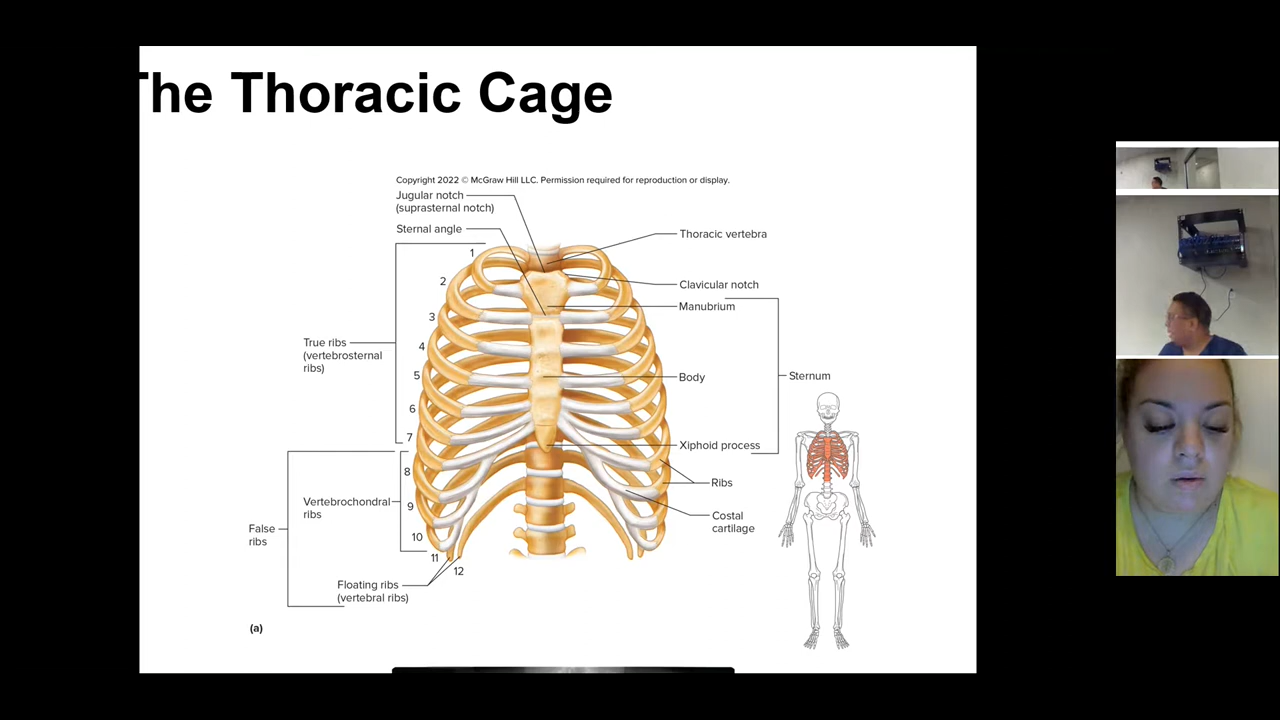 The Thoracic Cage
Copyright 2022 © McGraw Hill LLC. Permission required for reproduction or display.
Jugular notch
(suprasternal notch)
Sternal angle
Thoracic vertebra
Clavicular notch
Manubrium
Body
Sternum
Xiphoid process
Ribs
Costal
cartilage
True ribs
(vertebrosternal
ribs)
1
2
3
4
5
6
7
8
9
10
11
12
Vertebrochondral
ribs
False
ribs
Floating ribs
(vertebral ribs)
(a)